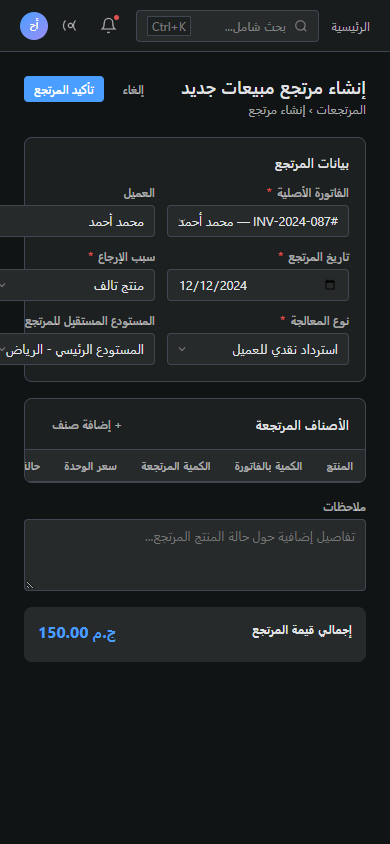 الرئيسية
بحث شامل...
Ctrl+K
أح
إنشاء مرتجع مبيعات جديد
إلغاء
تأكيد المرتجع
المرتجعات › إنشاء مرتجع
بيانات المرتجع
الفاتورة الأصلية *
العميل
#INV-2024-087 — محمد أحمد
محمد أحمد
تاريخ المرتجع *
سبب الإرجاع *
12/12/2024
منتج تالف
نوع المعالجة *
المستودع المستقبل للمرتجع
استرداد نقدي للعميل
المستودع الرئيسي - الرياض
الأصناف المرتجعة
+ إضافة صنف
المنتج
الكمية بالفاتورة
الكمية المرتجعة
سعر الوحدة
ملاحظات
تفاصيل إضافية حول حالة المنتج المرتجع...
إجمالي قيمة المرتجع
150.00 ج.م